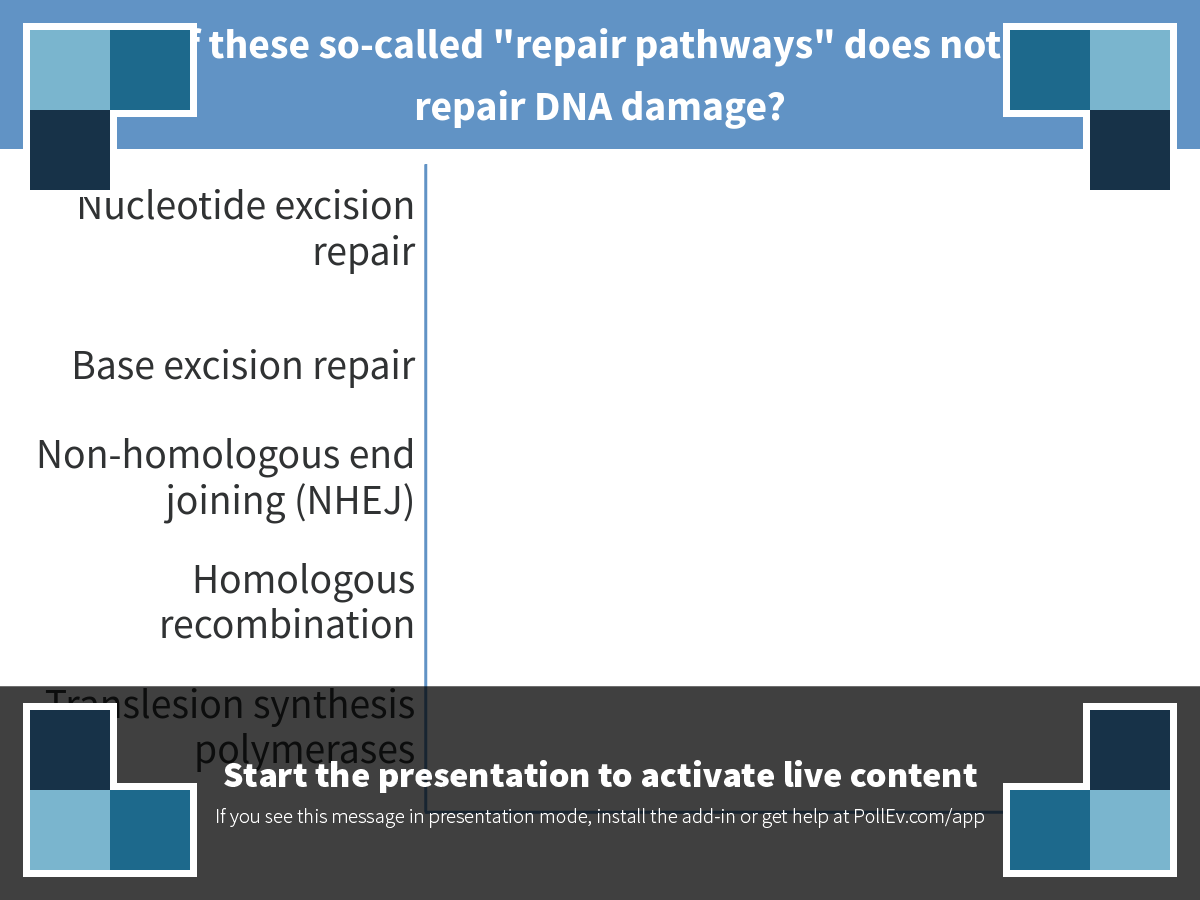 these so-called "repair pathways" does not
repair DNA damage?
Nucleotide excision
repair
Base excision repair
Non-homologous end
joining (NHEJ)
Homologous
recombination
Translesion synthesis
polymerases
Start the presentation to activate live content
If you see this message in presentation mode, install the add-in or get help at PollEv.com/app